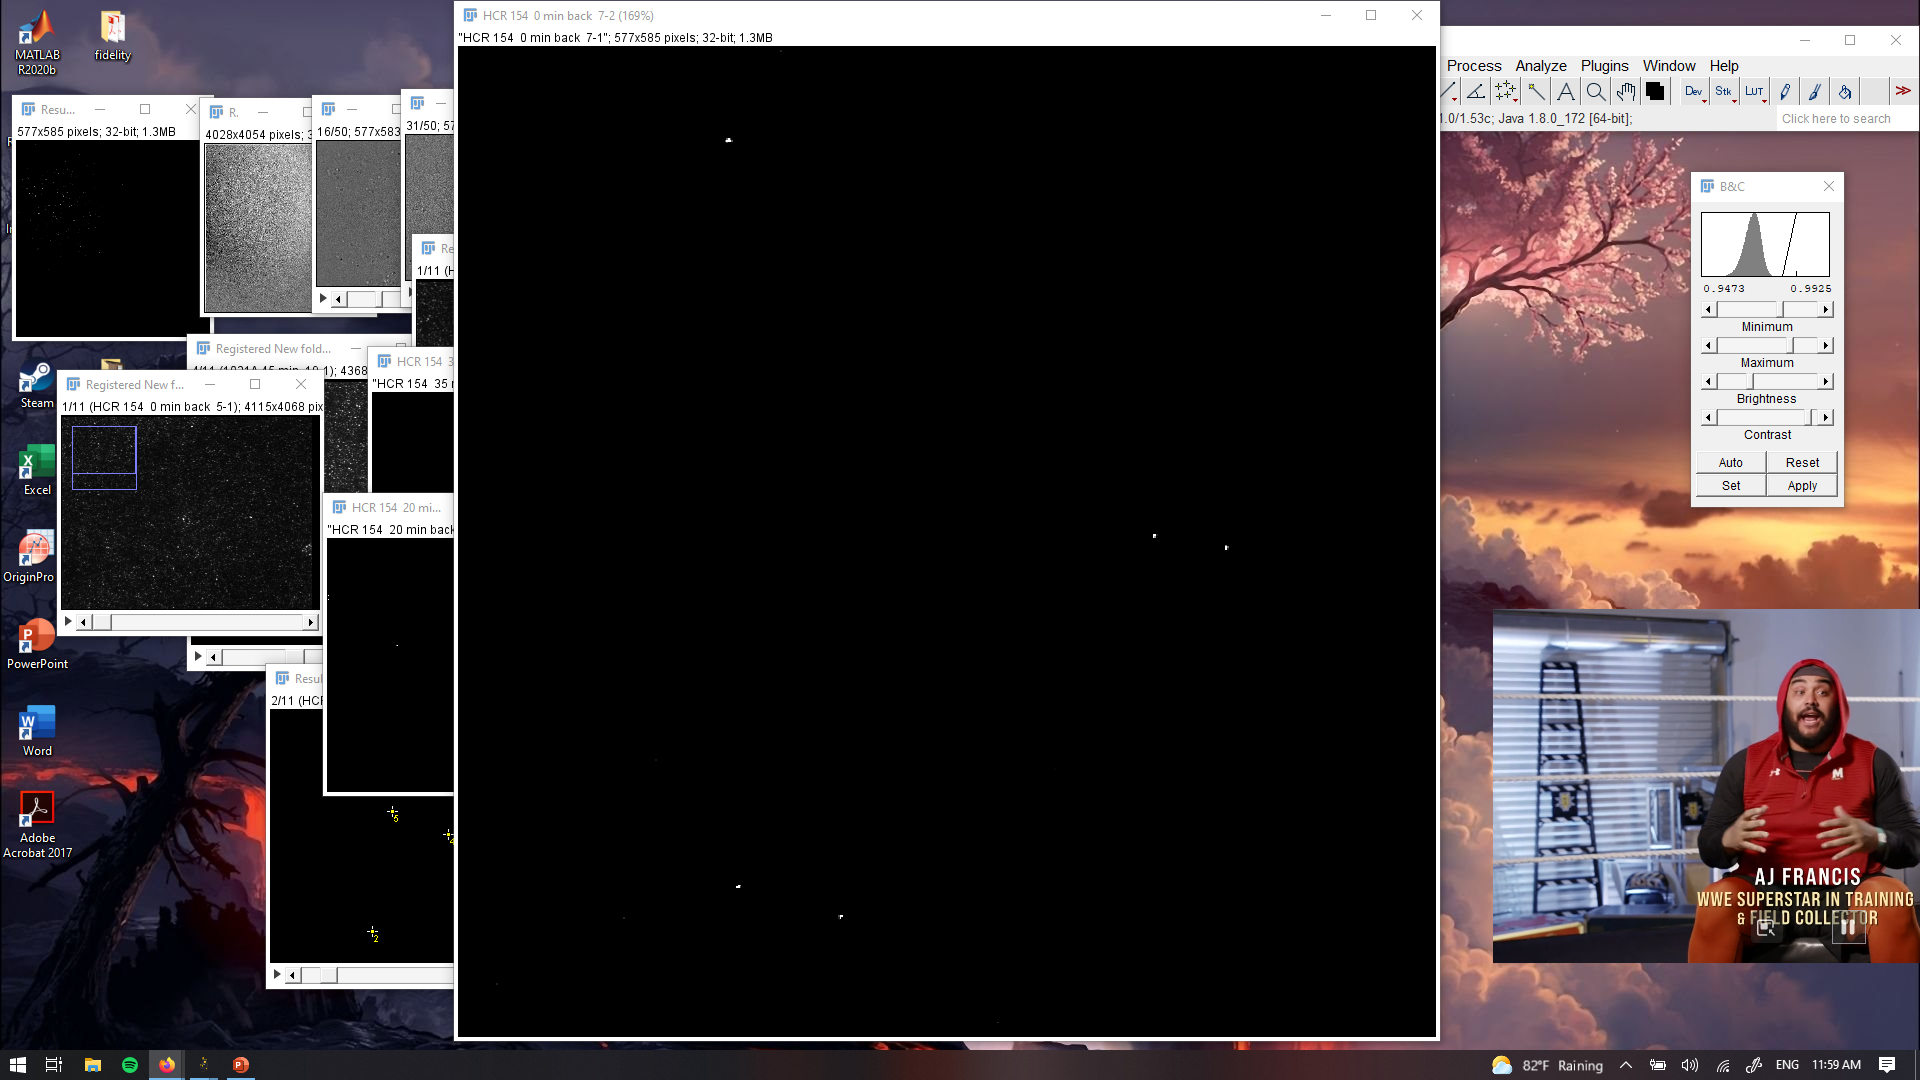 MATLAB
R2020b
fidelity
HCR 154 0 min back 7-2 (169%)
"HCR 154 0 min back 7-1"; 577x585 pixels; 32-bit; 1.3MB
Process Analyze Plugins Window Help
Dev Stk LUT
1.0/1.53c; Java 1.8.0_172 [64-bit];
Click here to search
Resu...
577x585 pixels; 32-bit; 1.3MB
R.
4028x4054 pixels; 3
16/50; 577x583
31/50; 57
Re
1/11 (H
B&C
0.9473 0.9925
Minimum
Maximum
Brightness
Contrast
Auto Reset
Set Apply
Registered New fold...
HCR 154 3
"HCR 154 35 m
Registered New f...
1/11 (HCR 154 0 min back 5-1); 4115x4068 pix
HCR 154 20 mi...
"HCR 154 20 min back
Resul
2/11 (HCR
5
2
Steam
Excel
OriginPro
PowerPoint
Word
Adobe
Acrobat 2017
AJ FRANCIS
WWE SUPERSTAR IN TRAINING
& FIELD COLLECTOR
82°F Raining
ENG
11:59 AM